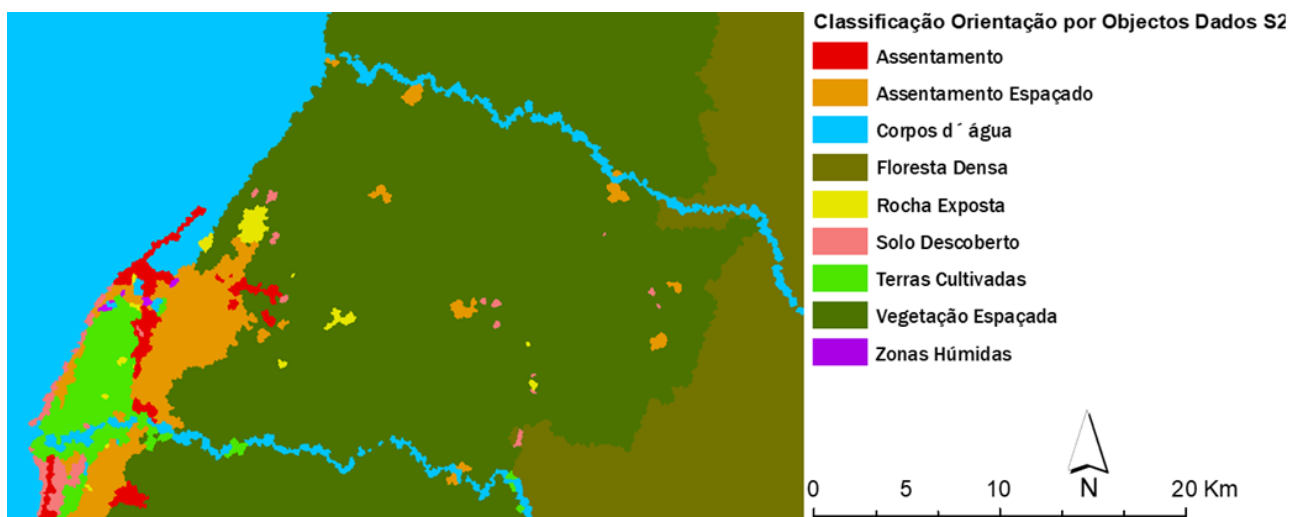 Classificação Orientação por Objectos Dados S2
Assentamento
Assentamento Espaçado
Corpos d´ água
Floresta Densa
Rocha Exposta
Solo Descoberto
Terras Cultivadas
Vegetação Espaçada
Zonas Húmidas
N
0 5 10 20 Km